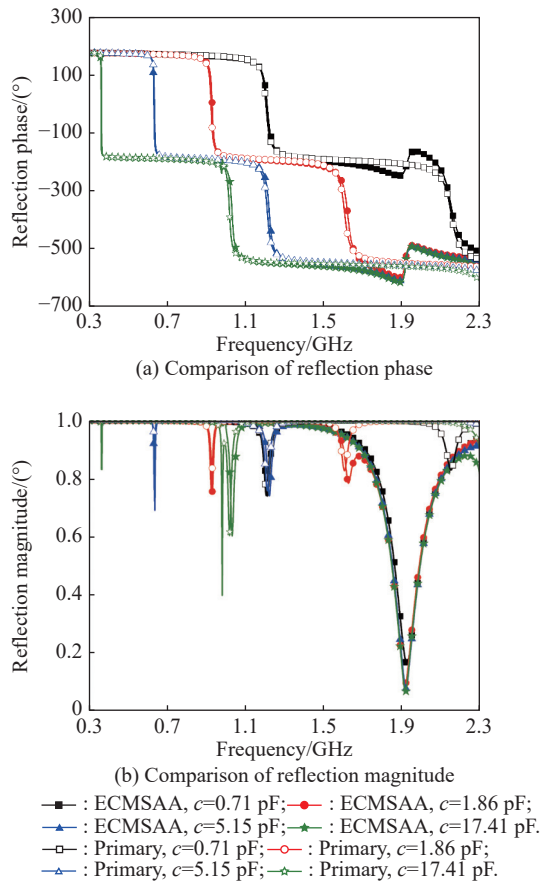 300
100
−100
−300
−500
−700
Reflection phase/(°)
0.3 0.7 1.1 1.5 1.9 2.3
Frequency/GHz
(a) Comparison of reflection phase
1.0
0.8
0.6
0.4
0.2
0
Reflection magnitude/(°)
0.3 0.7 1.1 1.5 1.9 2.3
Frequency/GHz
(b) Comparison of reflection magnitude
: ECMSAA, c=0.71 pF; : ECMSAA, c=1.86 pF;
: ECMSAA, c=5.15 pF; : ECMSAA, c=17.41 pF.
: Primary, c=0.71 pF; : Primary, c=1.86 pF;
: Primary, c=5.15 pF; : Primary, c=17.41 pF.